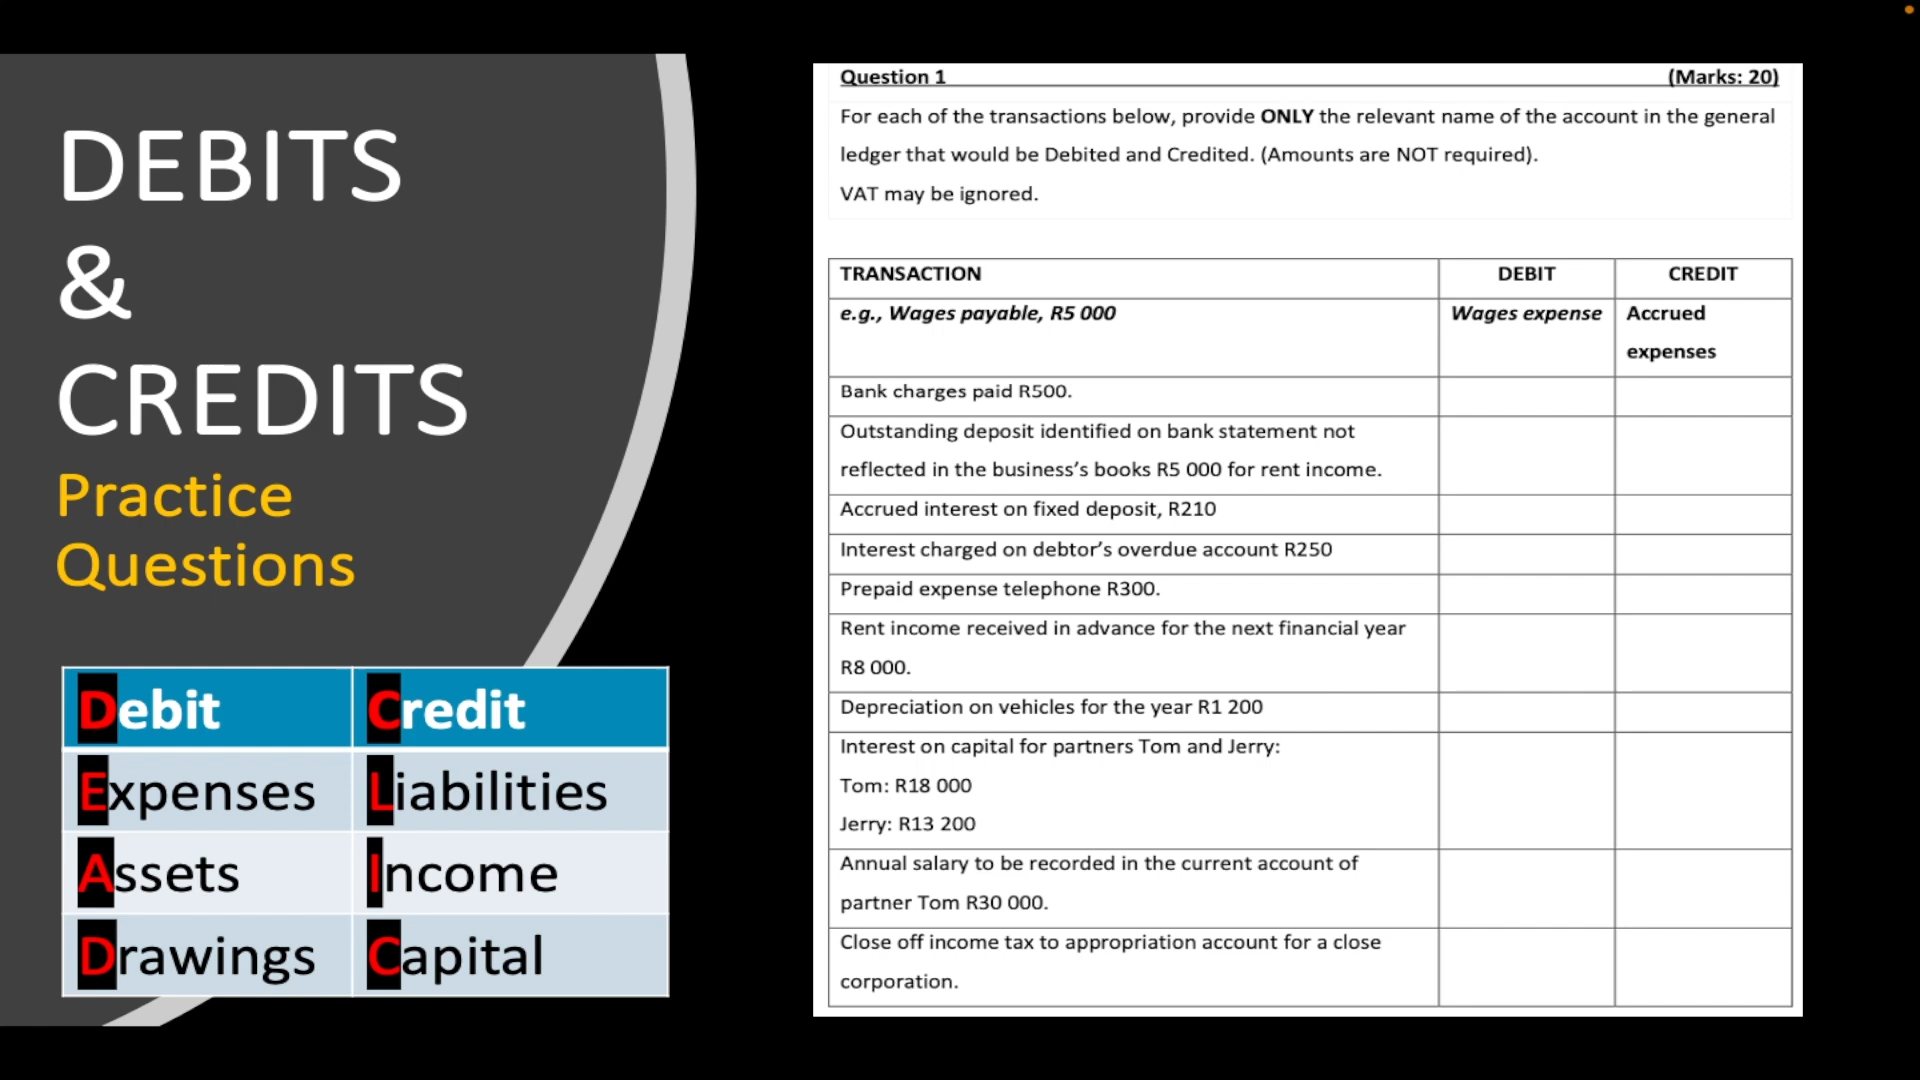 DEBITS
&
CREDITS
Practice
Questions
Debit Credit
Expenses Liabilities
Assets Income
Drawings Capital
Question 1 (Marks: 20)
For each of the transactions below, provide ONLY the relevant name of the account in the general
ledger that would be Debited and Credited. (Amounts are NOT required).
VAT may be ignored.
TRANSACTION DEBIT CREDIT
e.g., Wages payable, R5 000 Wages expense Accrued
expenses
Bank charges paid R500.
Outstanding deposit identified on bank statement not
reflected in the business’s books R5 000 for rent income.
Accrued interest on fixed deposit, R210
Interest charged on debtor’s overdue account R250
Prepaid expense telephone R300.
Rent income received in advance for the next financial year
R8 000.
Depreciation on vehicles for the year R1 200
Interest on capital for partners Tom and Jerry:
Tom: R18 000
Jerry: R13 200
Annual salary to be recorded in the current account of
partner Tom R30 000.
Close off income tax to appropriation account for a close
corporation.